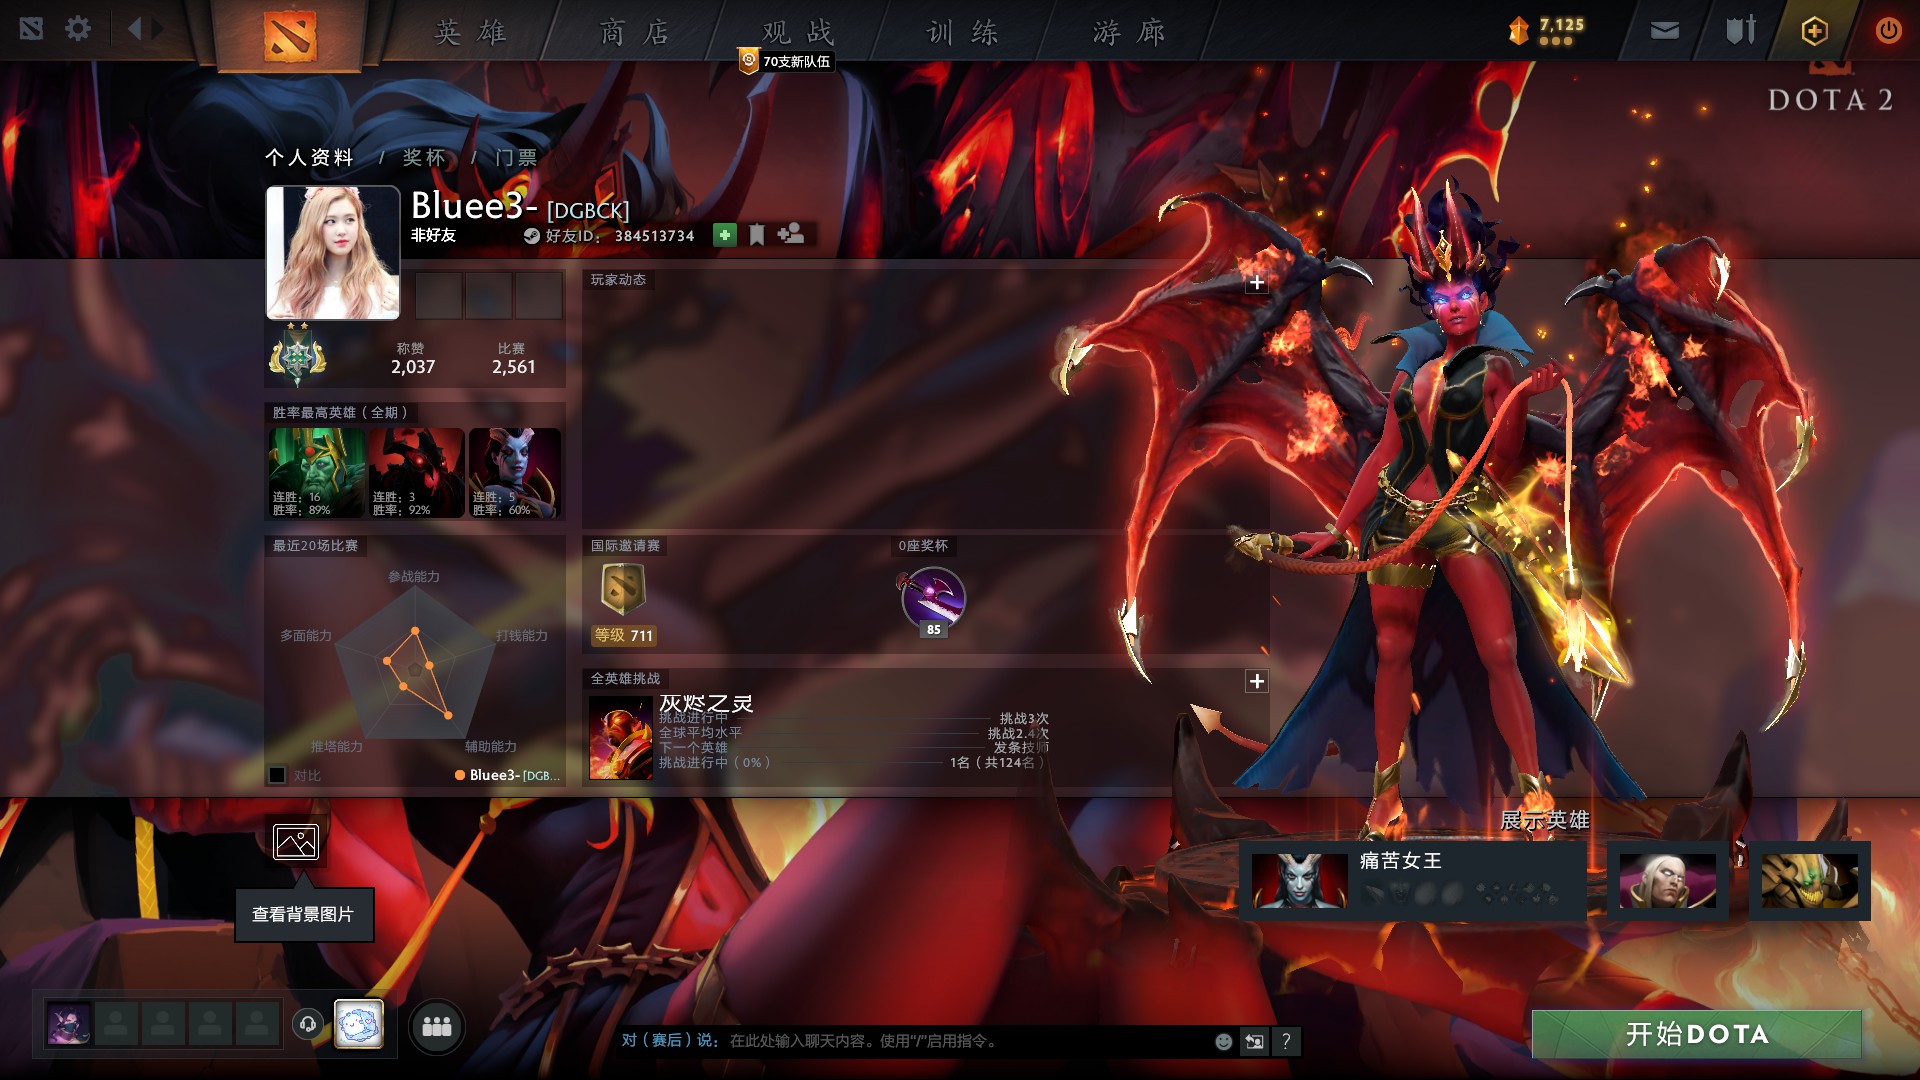 英雄
商店
观战
训练
游廊
70支新队伍
7,125
DOTA 2
个人资料 / 奖杯 / 门票
Bluee3- [DGBCK]
非好友
好友ID： 384513734
称赞
2,037
比赛
2,561
玩家动态
胜率最高英雄（全期）
连胜：16
胜率：89%
连胜：3
胜率：92%
连胜：5
胜率：60%
最近20场比赛
参战能力
多面能力
打钱能力
推塔能力
辅助能力
对比
Bluee3- [DGB...
国际邀请赛
等级 711
0座奖杯
85
全英雄挑战
灰烬之灵
挑战进行中 挑战3次
全球平均水平 挑战2.4次
下一个英雄 发条技师
挑战进行中（0%） 1名（共124名）
查看背景图片
展示英雄
痛苦女王
对（赛后）说： 在此处输入聊天内容。使用“/”启用指令。
?
开始DOTA